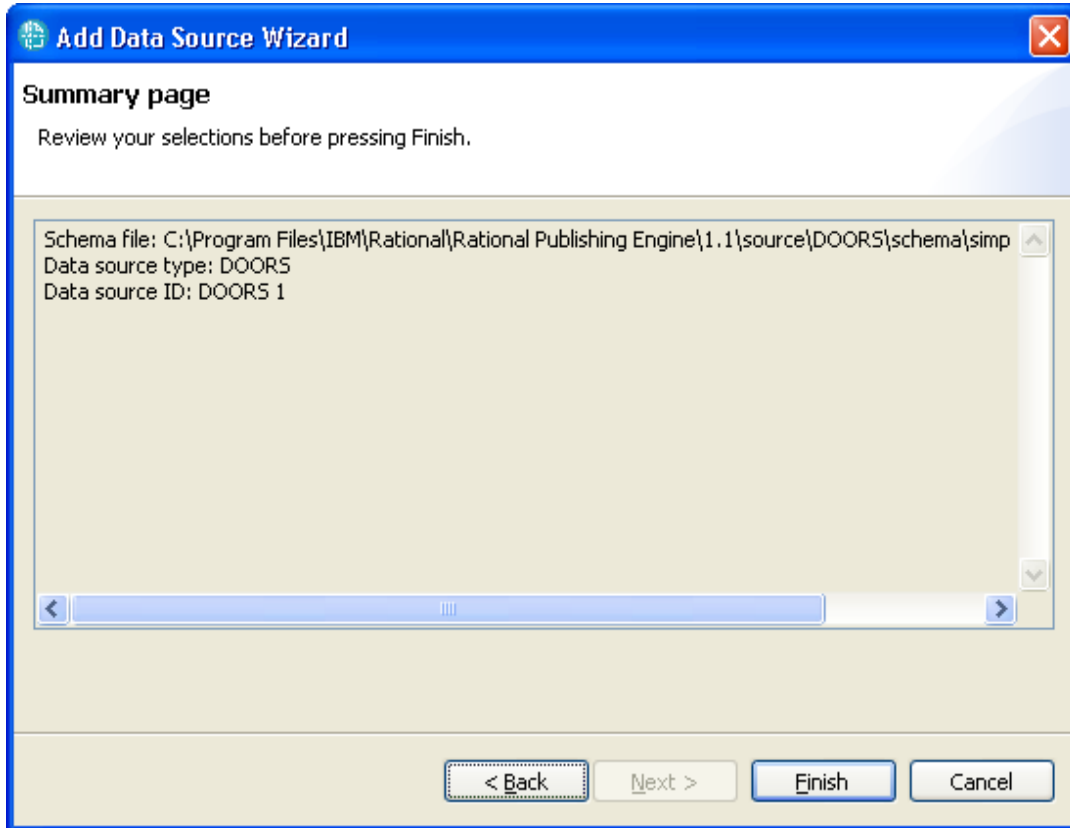 Add Data Source Wizard
Summary page
Review your selections before pressing Finish.
Schema file: C:\Program Files\IBM\Rational\Rational Publishing Engine\1.1\source\DOORS\schema\simp
Data source type: DOORS
Data source ID: DOORS 1
< Back Next > Finish Cancel